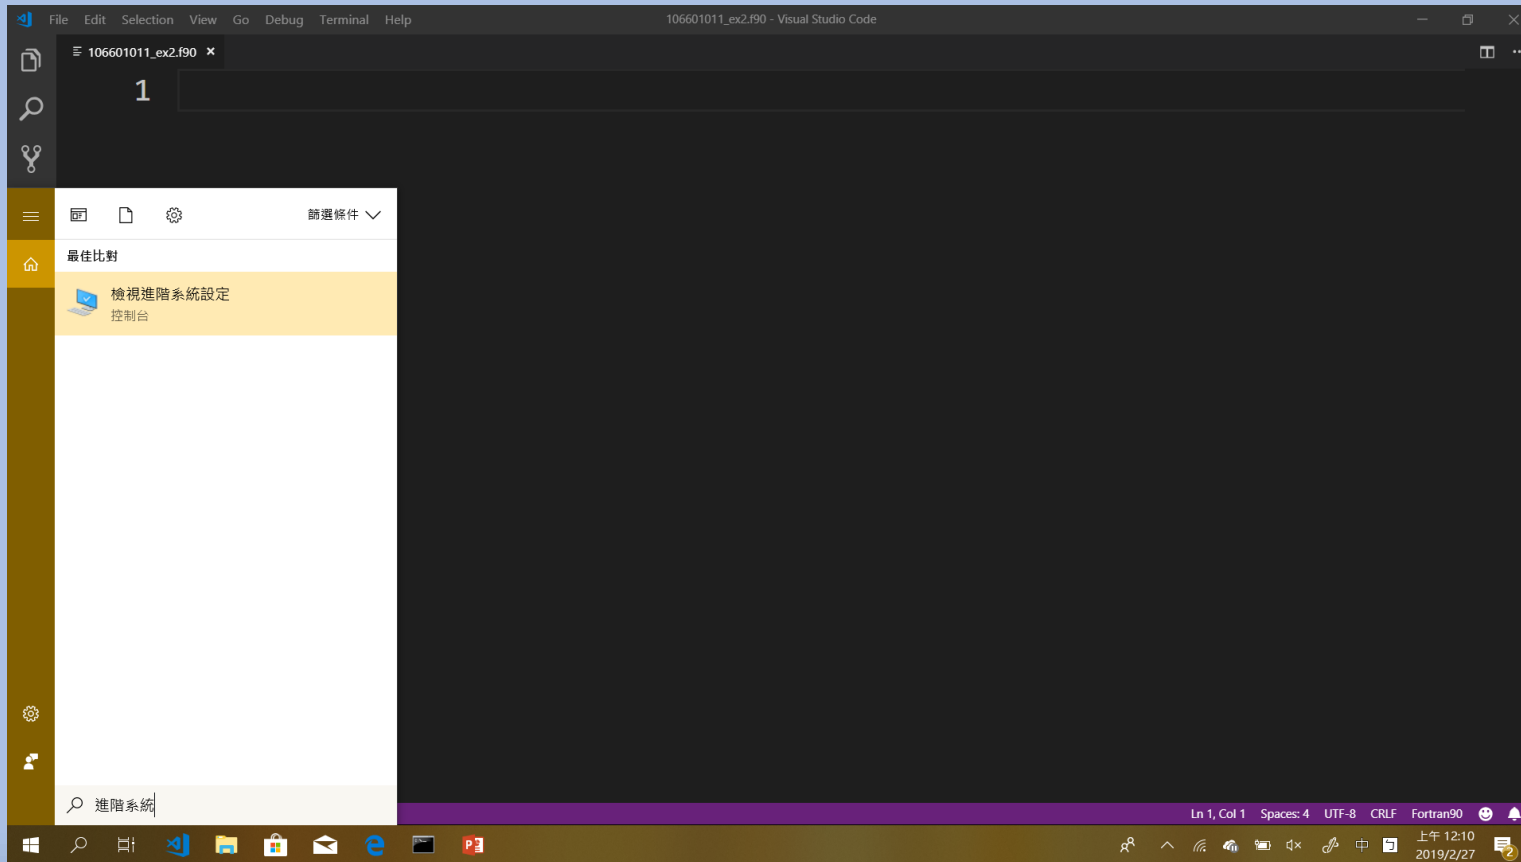 File Edit Selection View Go Debug Terminal Help 106601011_ex2.f90 - Visual Studio Code
106601011_ex2.f90
1
篩選條件
最佳比對
檢視進階系統設定
控制台
進階系統
Ln 1, Col 1 Spaces: 4 UTF-8 CRLF Fortran90
中
上午 12:10
2019/2/27
2